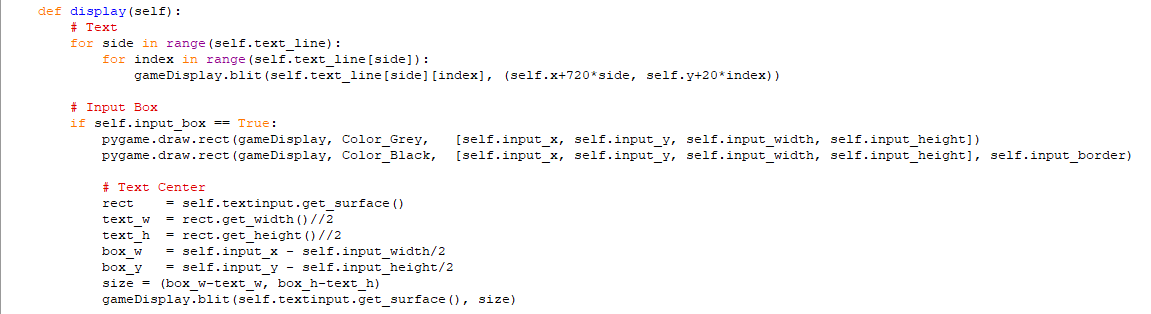 def display(self):
    # Text
    for side in range(self.text_line):
        for index in range(self.text_line[side]):
            gameDisplay.blit(self.text_line[side][index], (self.x+720*side, self.y+20*index))
    # Input Box
    if self.input_box == True:
        pygame.draw.rect(gameDisplay, Color_Grey,   [self.input_x, self.input_y, self.input_width, self.input_height])
        pygame.draw.rect(gameDisplay, Color_Black,  [self.input_x, self.input_y, self.input_width, self.input_height], self.input_border)
        # Text Center
        rect    = self.textinput.get_surface()
        text_w  = rect.get_width()//2
        text_h  = rect.get_height()//2
        box_w   = self.input_x - self.input_width/2
        box_y   = self.input_y - self.input_height/2
        size = (box_w-text_w, box_h-text_h)
        gameDisplay.blit(self.textinput.get_surface(), size)